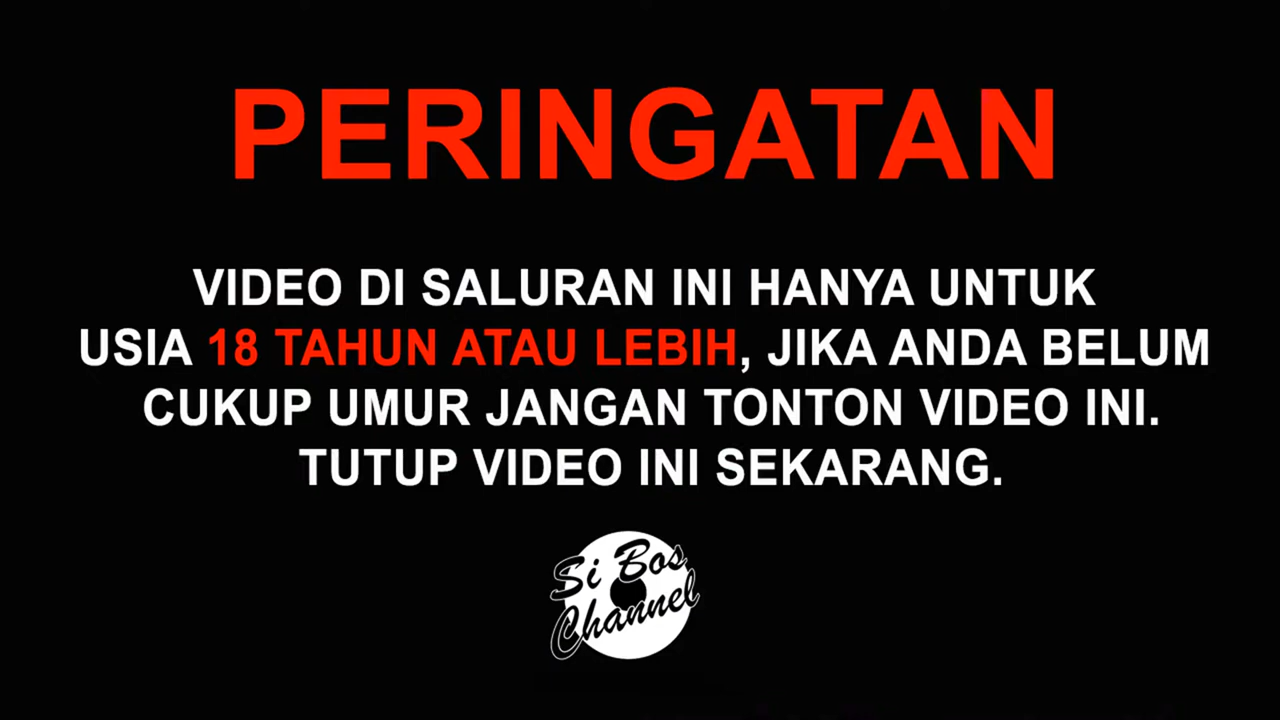 PERINGATAN
VIDEO DI SALURAN INI HANYA UNTUK
USIA 18 TAHUN ATAU LEBIH, JIKA ANDA BELUM
CUKUP UMUR JANGAN TONTON VIDEO INI.
TUTUP VIDEO INI SEKARANG.
Si Bos
Channel